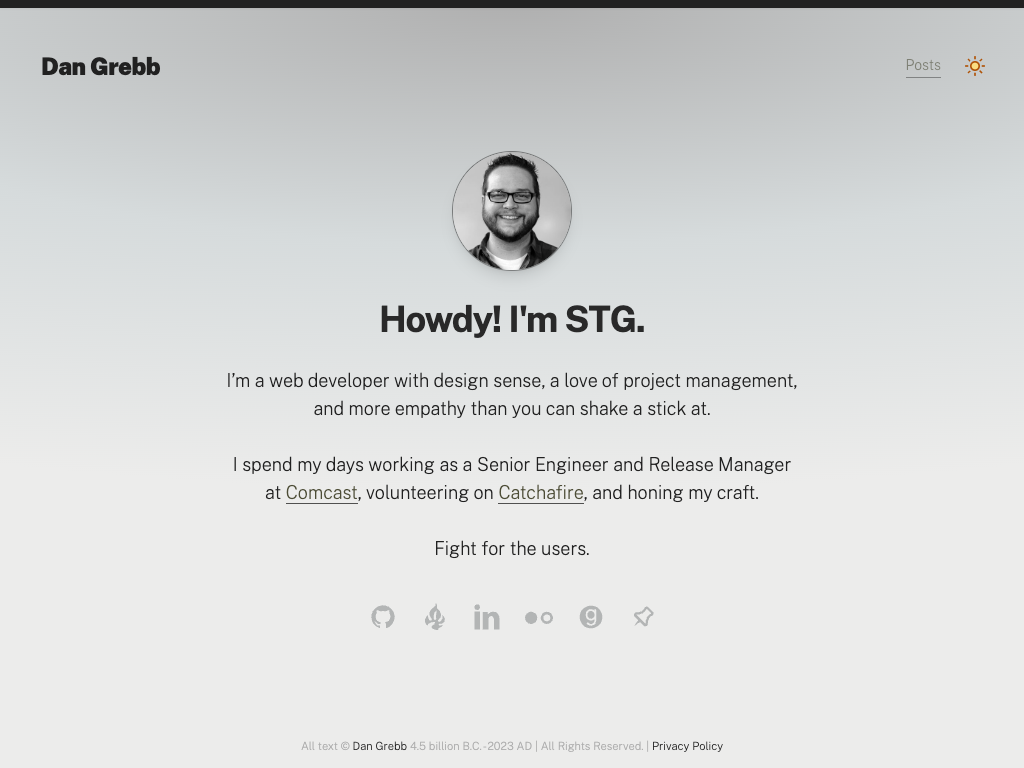 Dan Grebb
Posts
Howdy! I'm STG.
I’m a web developer with design sense, a love of project management,
and more empathy than you can shake a stick at.
I spend my days working as a Senior Engineer and Release Manager
at Comcast, volunteering on Catchafire, and honing my craft.
Fight for the users.
All text © Dan Grebb 4.5 billion B.C.-2023 AD | All Rights Reserved. | Privacy Policy